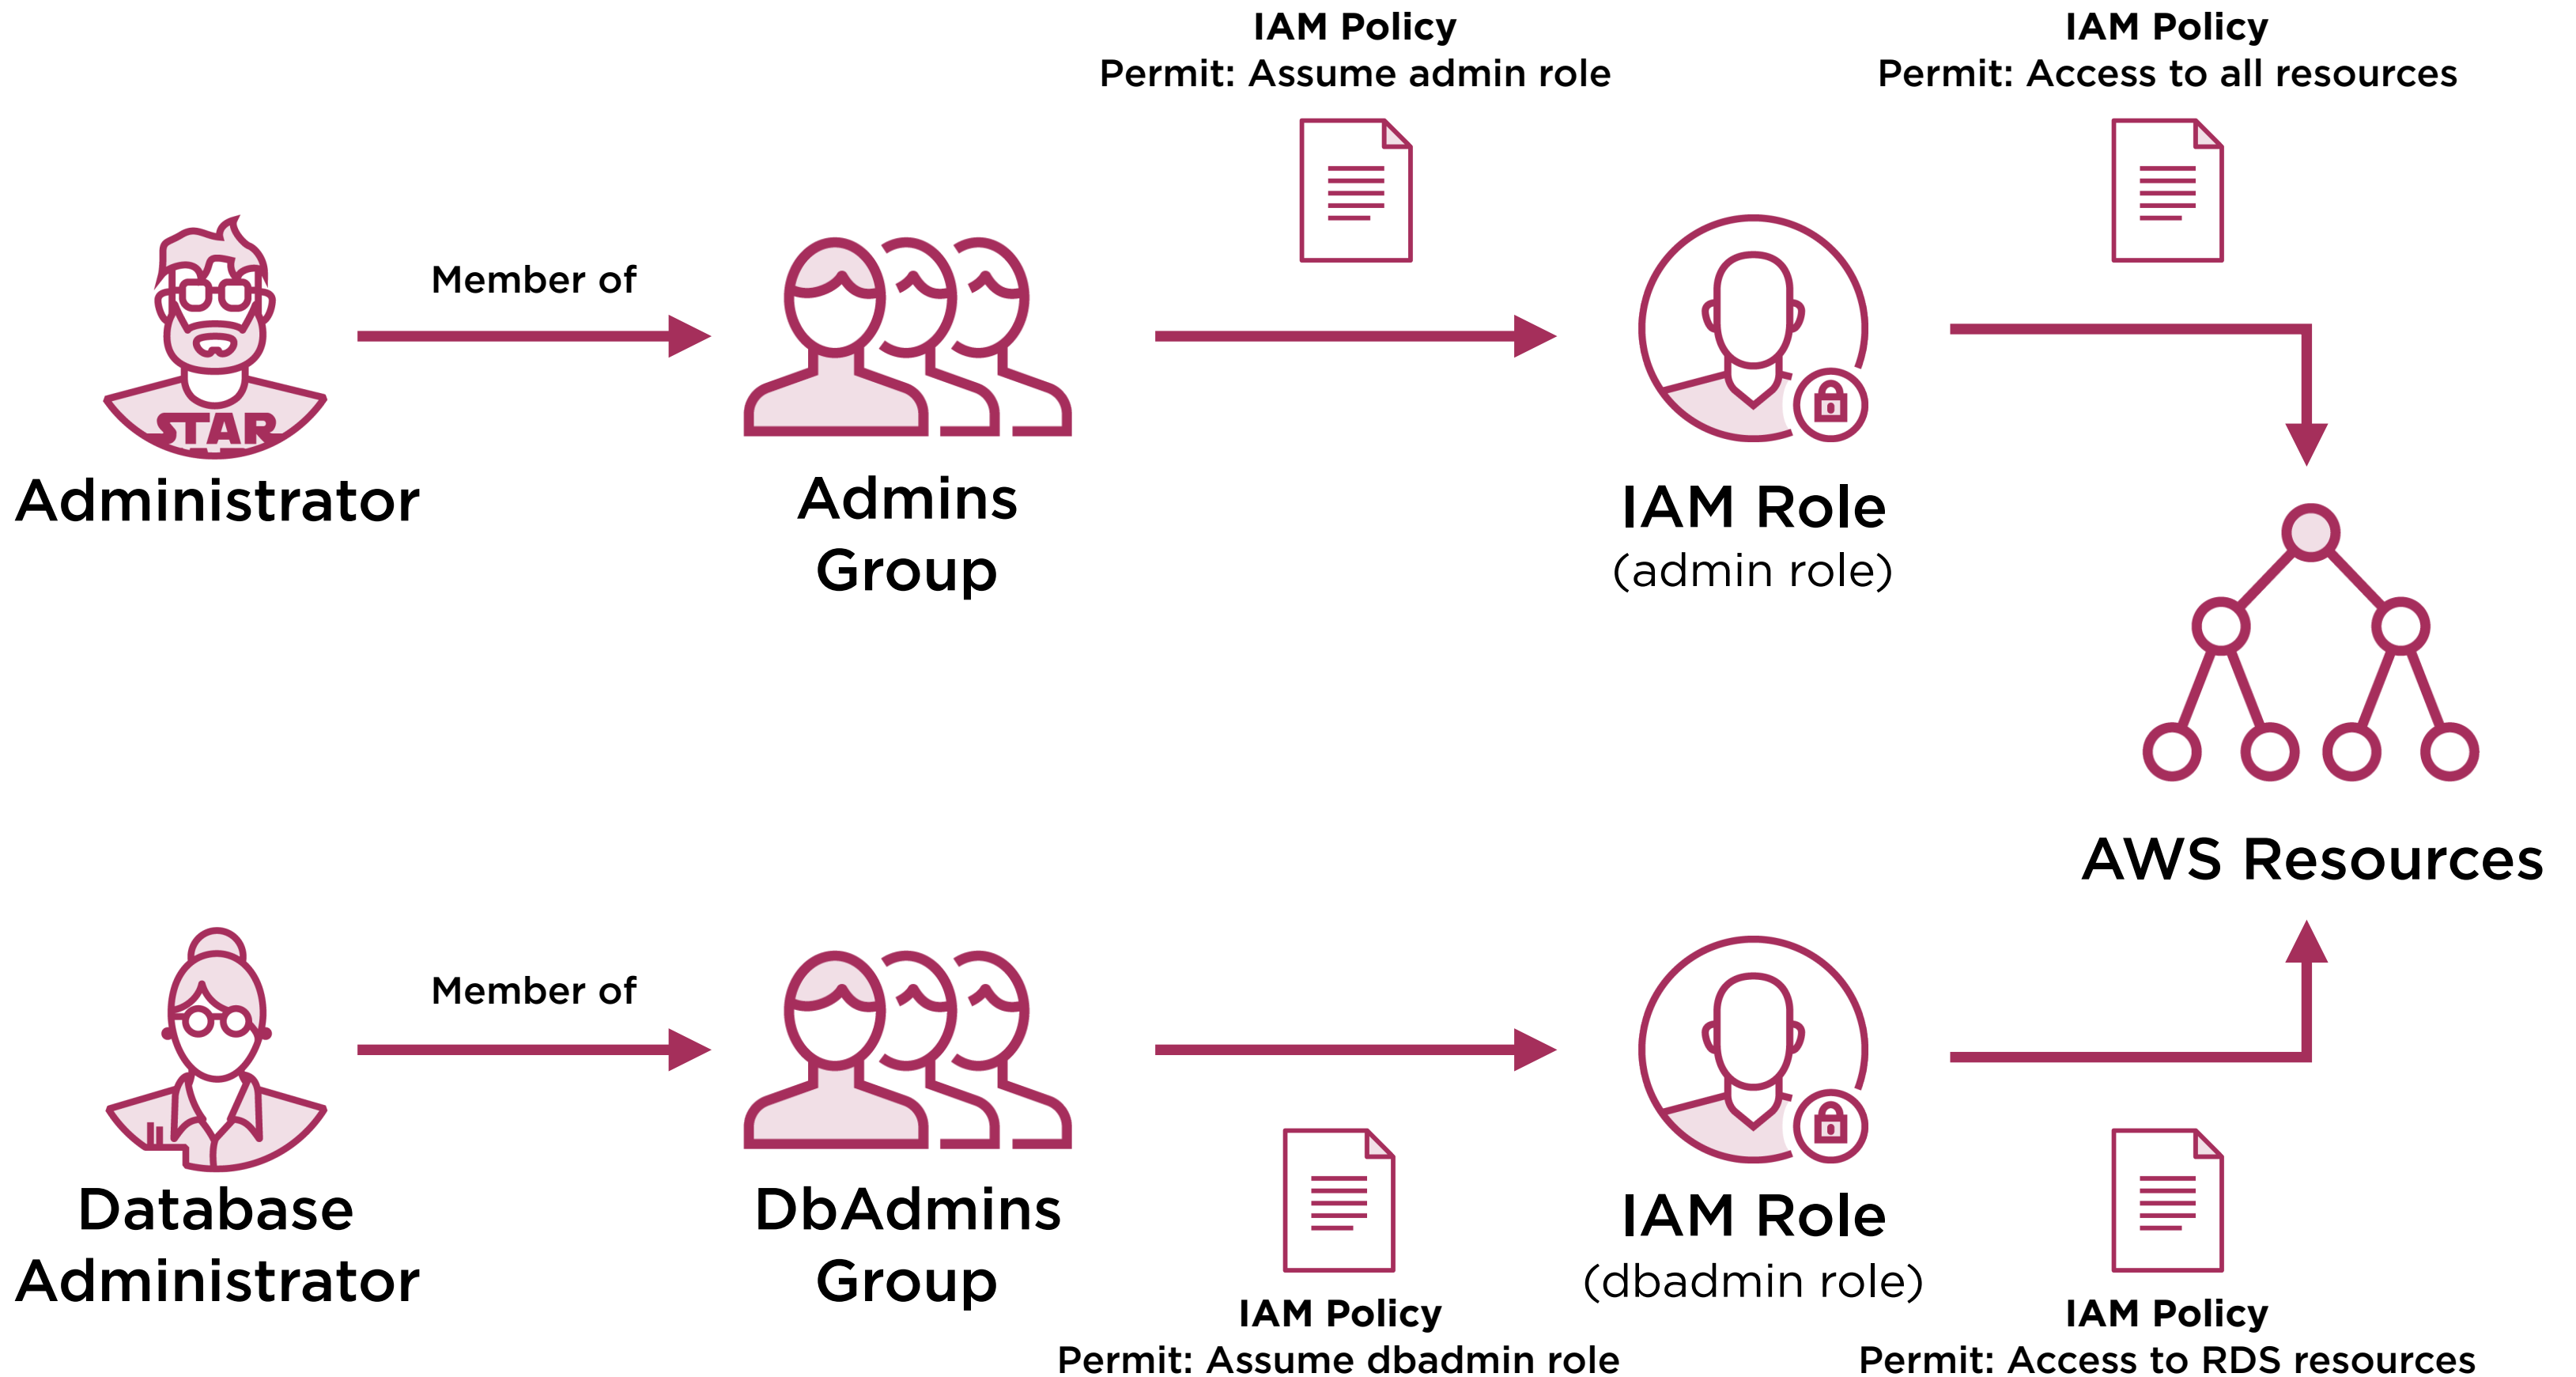 IAM Policy
Permit: Assume admin role
IAM Policy
Permit: Access to all resources
Member of
STAR
Administrator
Admins
Group
IAM Role
(admin role)
AWS Resources
Member of
Database
Administrator
DbAdmins
Group
IAM Role
(dbadmin role)
IAM Policy
Permit: Assume dbadmin role
IAM Policy
Permit: Access to RDS resources